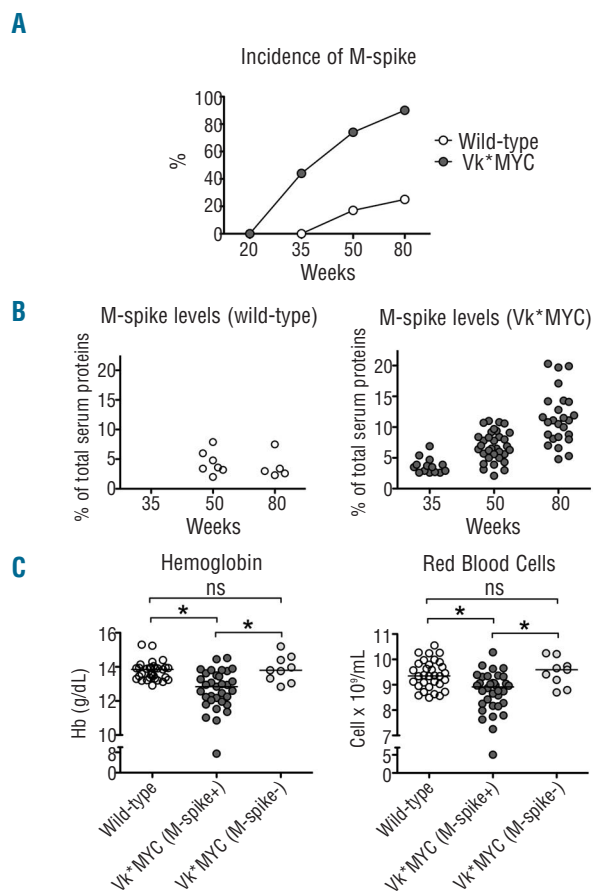 A
Incidence of M-spike
100
80
60
40
20
0
%
20 35 50 80
Weeks
Wild-type
Vk*MYC
B
M-spike levels (wild-type)
% of total serum proteins
20
15
10
5
0
35 50 80
Weeks
M-spike levels (Vk*MYC)
% of total serum proteins
20
15
10
5
0
35 50 80
Weeks
C
Hemoglobin
ns
* *
Hb (g/dL)
16
14
12
10
8
0
Wild-type
Vk*MYC (M-spike+)
Vk*MYC (M-spike-)
Red Blood Cells
ns
* *
Cell x 10⁹/mL
11
10
9
8
7
5
0
Wild-type
Vk*MYC (M-spike+)
Vk*MYC (M-spike-)